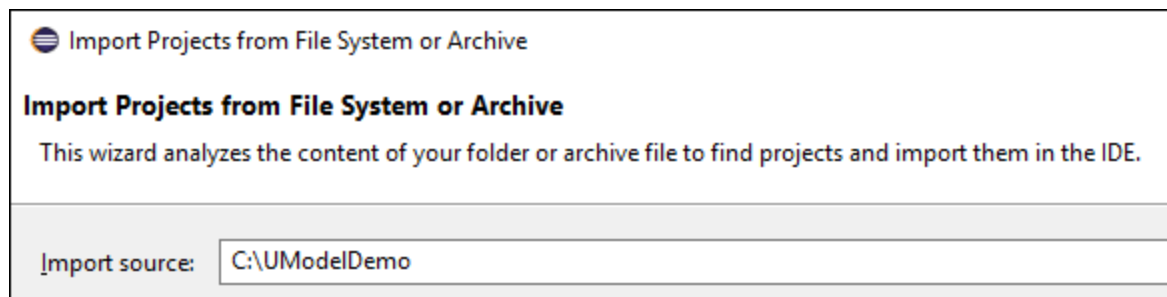 Import Projects from File System or Archive
Import Projects from File System or Archive
This wizard analyzes the content of your folder or archive file to find projects and import them in the IDE.
Import source: C:\UModelDemo